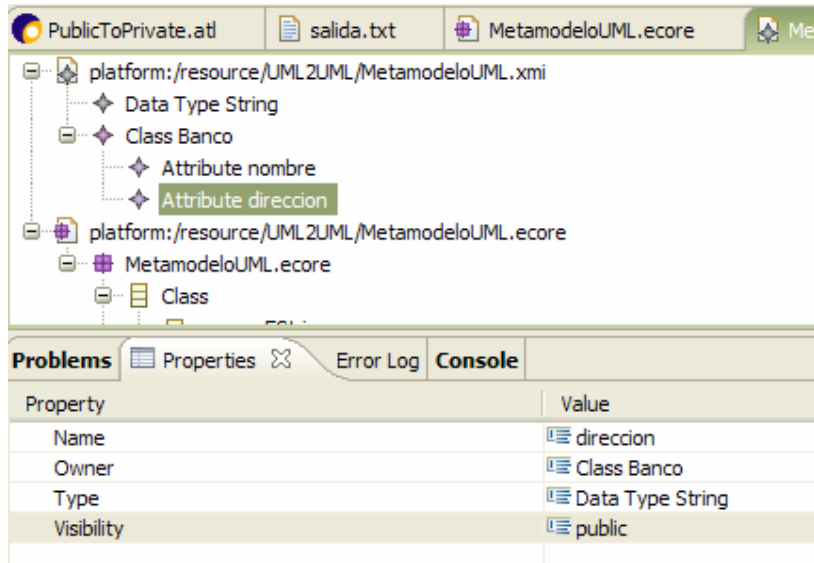 PublicToPrivate.atl salida.txt MetamodeloUML.ecore Me
platform:/resource/UML2UML/MetamodeloUML.xmi
Data Type String
Class Banco
Attribute nombre
Attribute direccion
platform:/resource/UML2UML/MetamodeloUML.ecore
MetamodeloUML.ecore
Class
Problems Properties Error Log Console
Property Value
Name direccion
Owner Class Banco
Type Data Type String
Visibility public